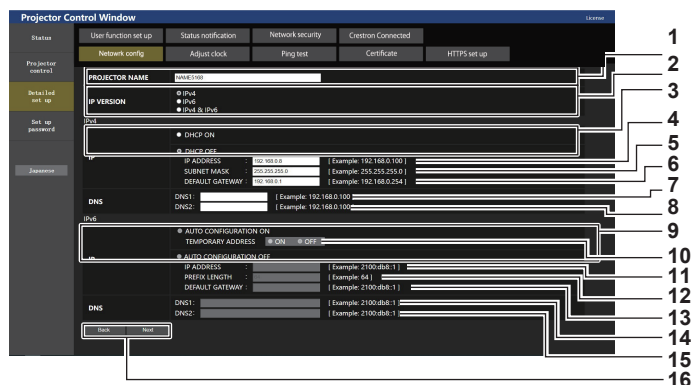 Projector Control Window
License
Status
User function set up
Status notification
Network security
Crestron Connected
Netowrk config
Adjust clock
Ping test
Certificate
HTTPS set up
Projector control
Detailed set up
Set up password
Japanese
PROJECTOR NAME NAME5168
IP VERSION
IPv4
IPv6
IPv4 & IPv6
IPv4
DHCP ON
DHCP OFF
IP
IP ADDRESS : 192.168.0.8 [ Example: 192.168.0.100 ]
SUBNET MASK : 255.255.255.0 [ Example: 255.255.255.0 ]
DEFAULT GATEWAY : 192.168.0.1 [ Example: 192.168.0.254 ]
DNS
DNS1: [ Example: 192.168.0.100
DNS2: [ Example: 192.168.0.100
IPv6
AUTO CONFIGURATION ON
TEMPORARY ADDRESS ON OFF
AUTO CONFIGURATION OFF
IP
IP ADDRESS : [ Example: 2100:db8::1 ]
PREFIX LENGTH : [ Example: 64 ]
DEFAULT GATEWAY : [ Example: 2100:db8::1 ]
DNS
DNS1: [ Example: 2100:db8::1 ]
DNS2: [ Example: 2100:db8::1 ]
Back Next
1
2
3
4
5
6
7
8
9
10
11
12
13
14
15
16